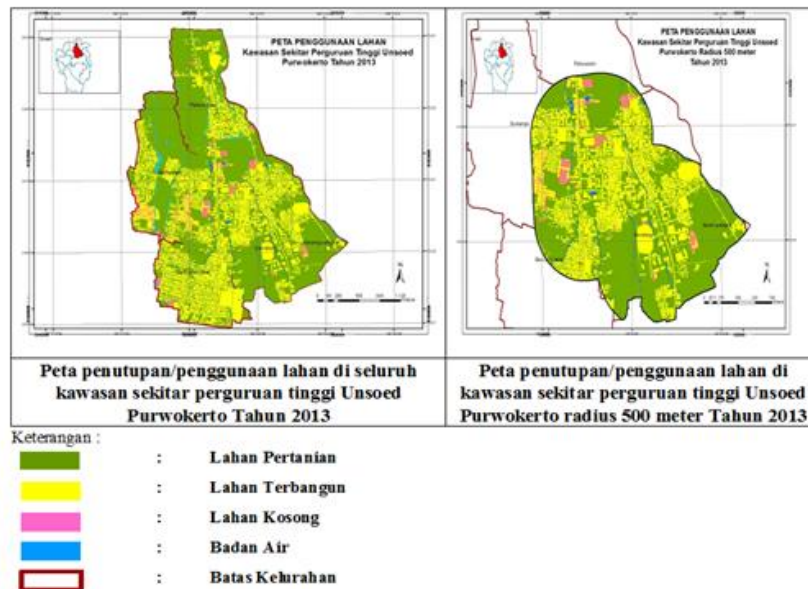 PETA PENGGUNAAN LAHAN
Kawasan Sekitar Perguruan Tinggi Unsoed
Purwokerto Tahun 2013
PETA PENGGUNAAN LAHAN
Kawasan Sekitar Perguruan Tinggi Unsoed
Purwokerto Radius 500 meter
Tahun 2013
N
N
Peta penutupan/penggunaan lahan di seluruh
kawasan sekitar perguruan tinggi Unsoed
Purwokerto Tahun 2013
Peta penutupan/penggunaan lahan di
kawasan sekitar perguruan tinggi Unsoed
Purwokerto radius 500 meter Tahun 2013
Keterangan :
: Lahan Pertanian
: Lahan Terbangun
: Lahan Kosong
: Badan Air
: Batas Kelurahan